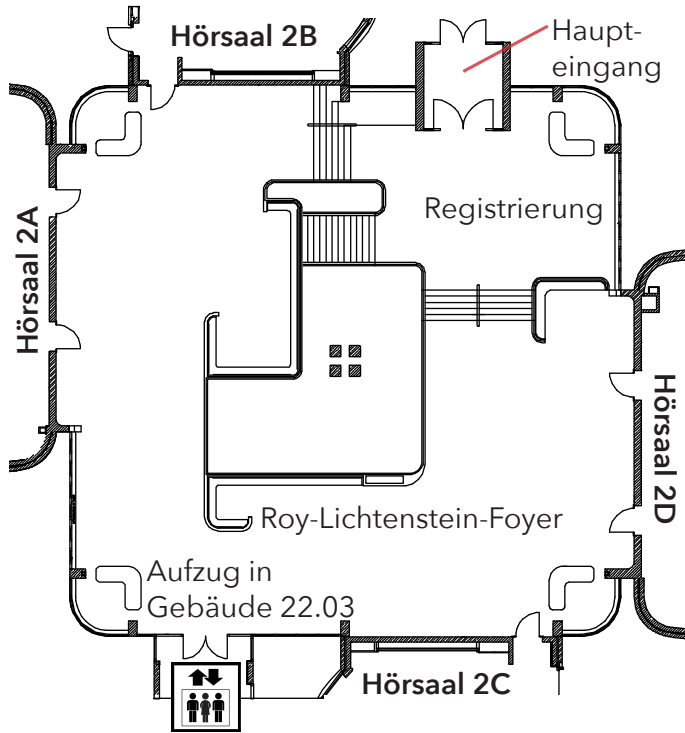 Hörsaal 2B
Haupt-
eingang
Registrierung
Hörsaal 2A
Hörsaal 2D
Roy-Lichtenstein-Foyer
Aufzug in
Gebäude 22.03
Hörsaal 2C